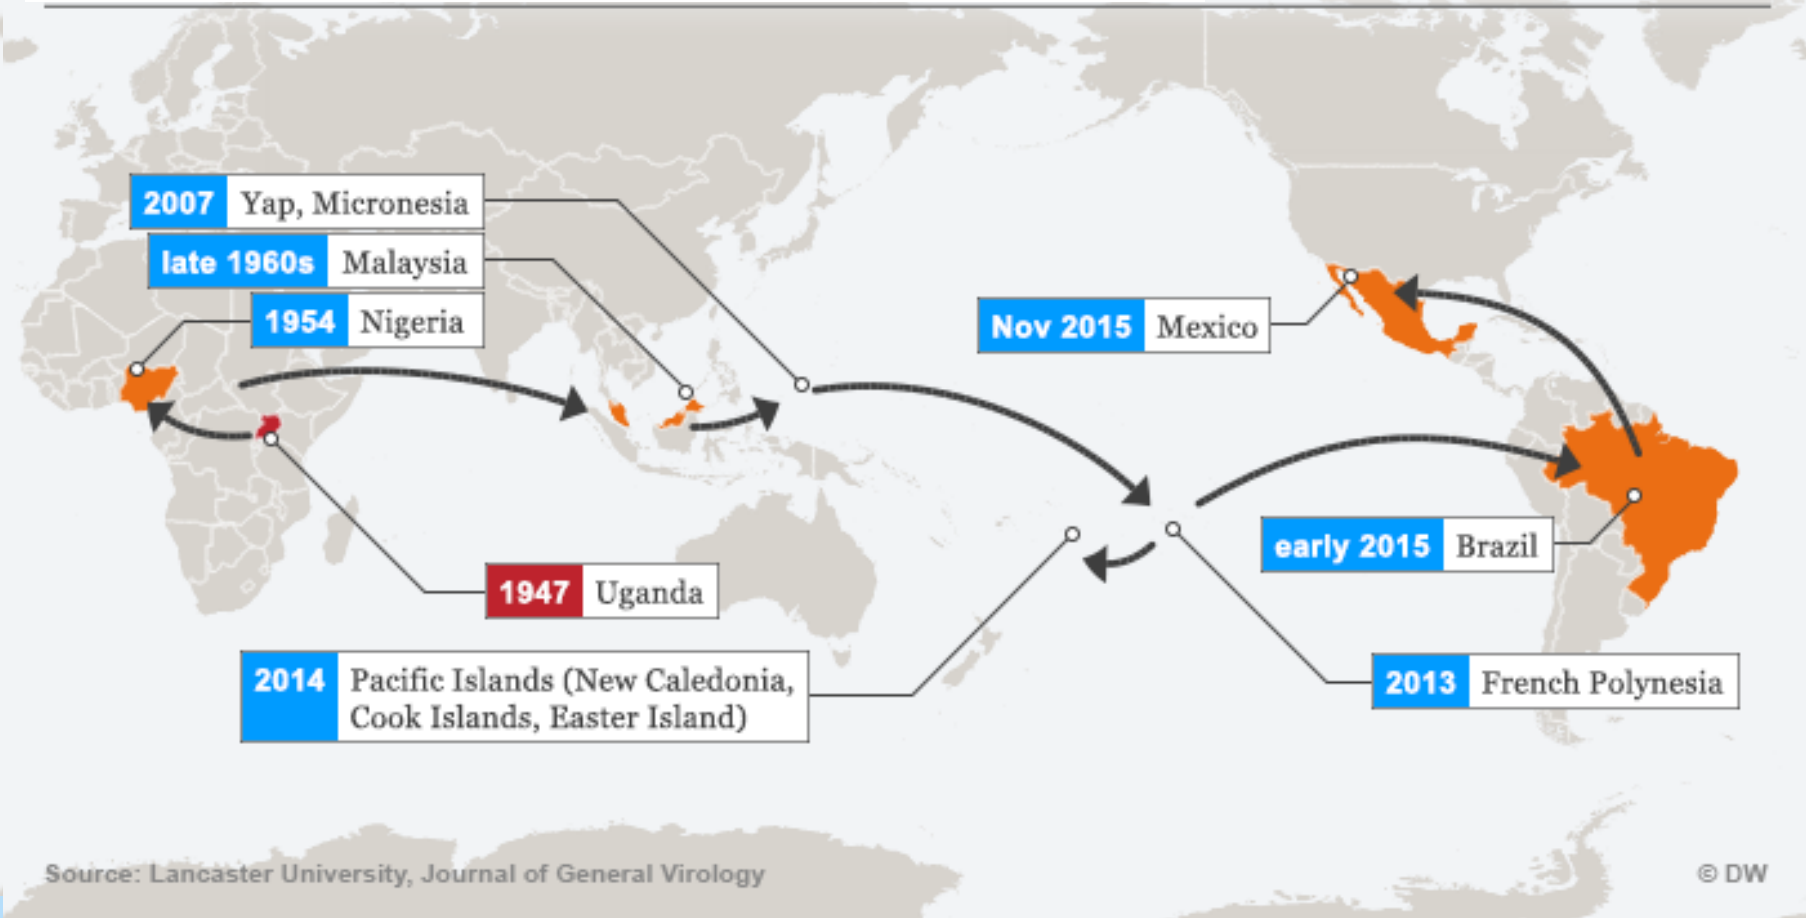 2007 Yap, Micronesia
late 1960s Malaysia
1954 Nigeria
Nov 2015 Mexico
early 2015 Brazil
1947 Uganda
2014 Pacific Islands (New Caledonia,
Cook Islands, Easter Island)
2013 French Polynesia
Source: Lancaster University, Journal of General Virology
© DW